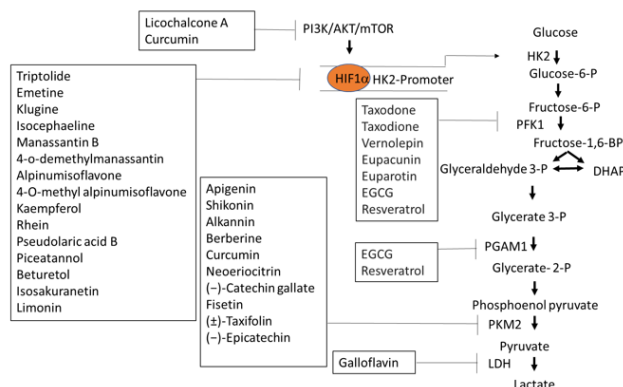 Licochalcone A
Curcumin
PI3K/AKT/mTOR
Glucose
HK2
Glucose-6-P
HIF1α HK2-Promoter
Triptolide
Emetine
Klugine
Isocephaeline
Manassantin B
4-o-demethylmanassantin
Alpinumisoflavone
4-O-methyl alpinumisoflavone
Kaempferol
Rhein
Pseudolaric acid B
Piceatannol
Beturetol
Isosakuranetin
Limonin
Taxodone
Taxodione
Vernolepin
Eupacunin
Euparotin
EGCG
Resveratrol
Fructose-6-P
PFK1
Fructose-1,6-BP
Glyceraldehyde 3-P
DHAP
Glycerate 3-P
Apigenin
Shikonin
Alkannin
Berberine
Curcumin
Neoeriocitrin
(−)-Catechin gallate
Fisetin
(±)-Taxifolin
(−)-Epicatechin
EGCG
Resveratrol
PGAM1
Glycerate- 2-P
Phosphoenol pyruvate
PKM2
Pyruvate
Galloflavin
LDH
Lactate